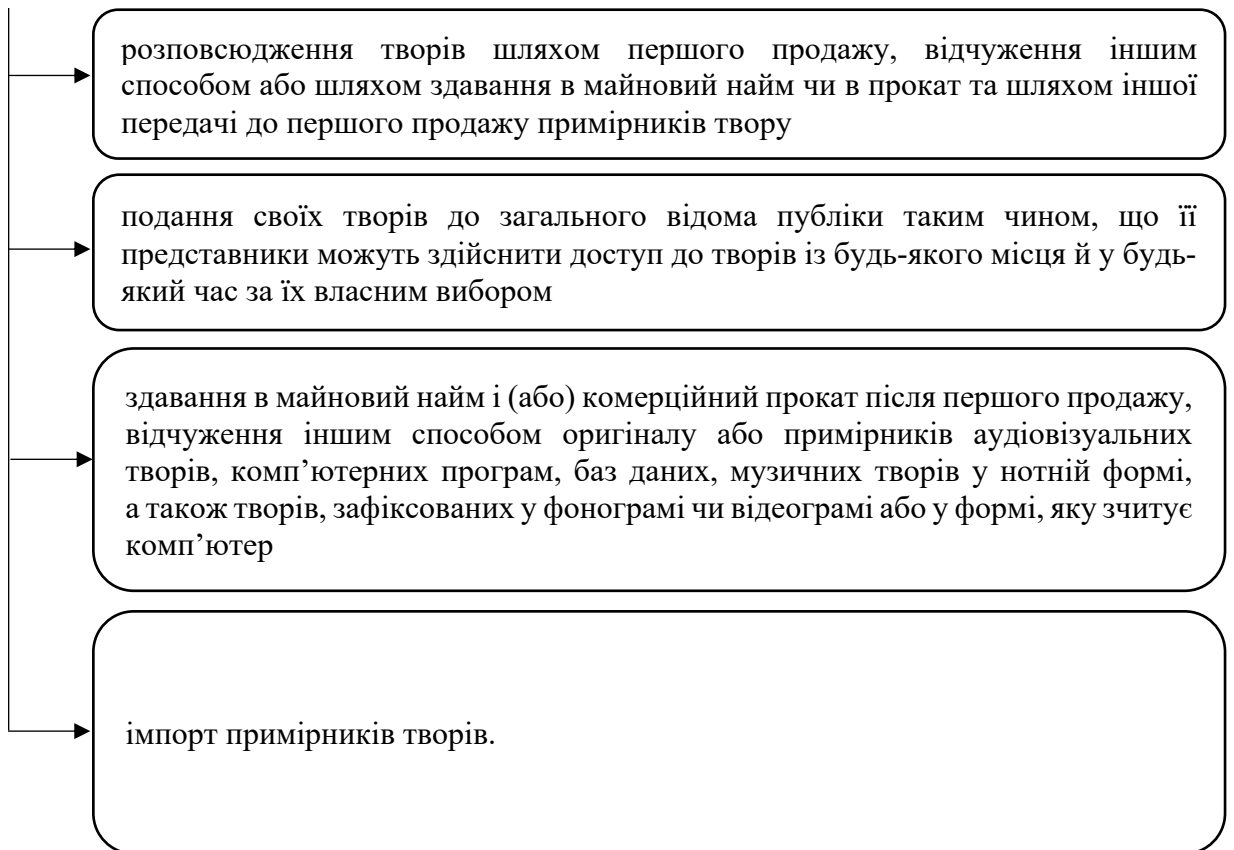 розповсюдження творів шляхом першого продажу, відчуження іншим
способом або шляхом здавання в майновий найм чи в прокат та шляхом іншої
передачі до першого продажу примірників твору
подання своїх творів до загального відома публіки таким чином, що її
представники можуть здійснити доступ до творів із будь-якого місця й у будь-
який час за їх власним вибором
здавання в майновий найм і (або) комерційний прокат після першого продажу,
відчуження іншим способом оригіналу або примірників аудіовізуальних
творів, комп’ютерних програм, баз даних, музичних творів у нотній формі,
а також творів, зафіксованих у фонограмі чи відеограмі або у формі, яку зчитує
комп’ютер
імпорт примірників творів.